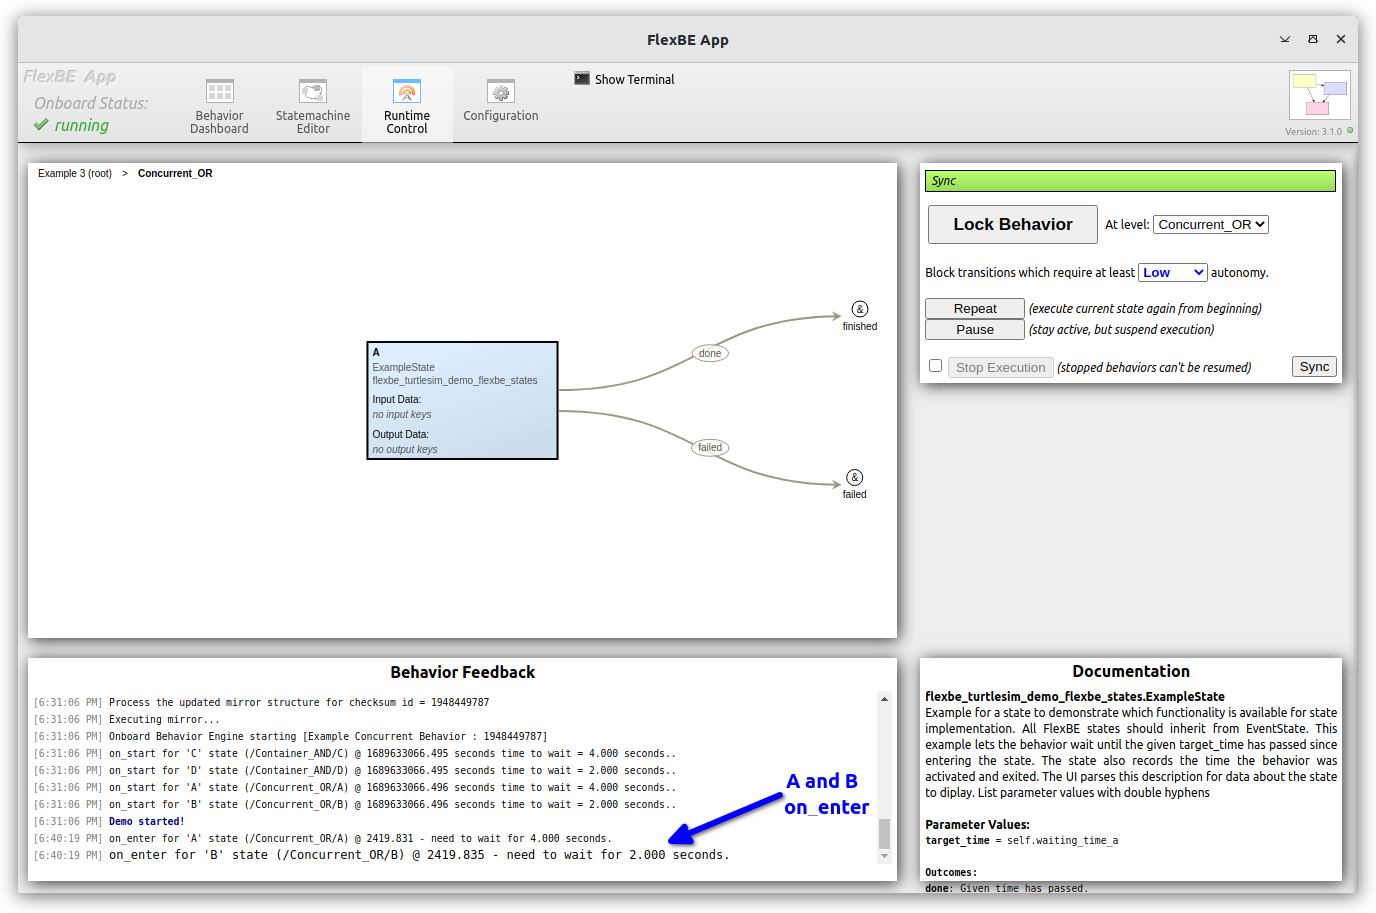 FlexBE App
FlexBE App
Onboard Status:
running
Behavior
Dashboard
Statemachine
Editor
Runtime
Control
Configuration
Show Terminal
Version: 3.1.0
Example 3 (root) > Concurrent_OR
A
ExampleState
flexbe_turtlesim_demo_flexbe_states
Input Data:
no input keys
Output Data:
no output keys
done
failed
&
finished
&
failed
Sync
Lock Behavior At level: Concurrent_OR
Block transitions which require at least Low autonomy.
Repeat (execute current state again from beginning)
Pause (stay active, but suspend execution)
Stop Execution (stopped behaviors can't be resumed) Sync
Behavior Feedback
[6:31:06 PM] Process the updated mirror structure for checksum id = 1948449787
[6:31:06 PM] Executing mirror...
[6:31:06 PM] Onboard Behavior Engine starting [Example Concurrent Behavior : 1948449787]
[6:31:06 PM] on_start for 'C' state (/Container_AND/C) @ 1689633066.495 seconds time to wait = 4.000 seconds..
[6:31:06 PM] on_start for 'D' state (/Container_AND/D) @ 1689633066.495 seconds time to wait = 2.000 seconds..
[6:31:06 PM] on_start for 'A' state (/Concurrent_OR/A) @ 1689633066.496 seconds time to wait = 4.000 seconds..
[6:31:06 PM] on_start for 'B' state (/Concurrent_OR/B) @ 1689633066.496 seconds time to wait = 2.000 seconds..
[6:31:06 PM] Demo started!
[6:40:19 PM] on_enter for 'A' state (/Concurrent_OR/A) @ 2419.831 - need to wait for 4.000 seconds.
[6:40:19 PM] on_enter for 'B' state (/Concurrent_OR/B) @ 2419.835 - need to wait for 2.000 seconds.
A and B
on_enter
Documentation
flexbe_turtlesim_demo_flexbe_states.ExampleState
Example for a state to demonstrate which functionality is available for state
implementation. All FlexBE states should inherit from EventState. This
example lets the behavior wait until the given target_time has passed since
entering the state. The state also records the time the behavior was
activated and exited. The UI parses this description for data about the state
to diplay. List parameter values with double hyphens
Parameter Values:
target_time = self.waiting_time_a
Outcomes:
done: Given time has passed.